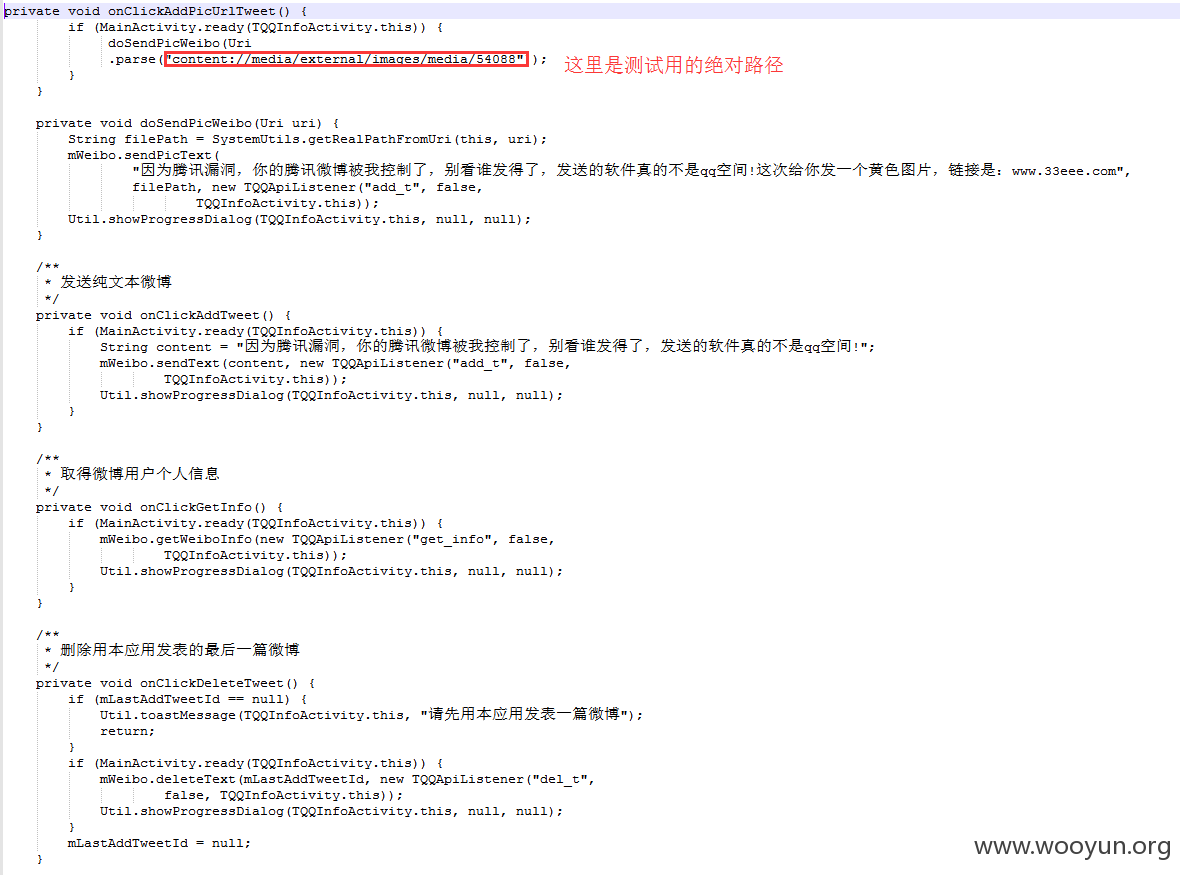 private void onClickAddPicUrlTweet() {
if (MainActivity.ready(TQQInfoActivity.this)) {
doSendPicWeibo(Uri
.parse("content://media/external/images/media/54088")); 这里是测试用的绝对路径
}
}
private void doSendPicWeibo(Uri uri) {
String filePath = SystemUtils.getRealPathFromUri(this, uri);
mWeibo.sendPicText(
"因为腾讯漏洞，你的腾讯微博被我控制了，别看谁发得了，发送的软件真的不是qq空间!这次给你发一个黄色图片，链接是：www.33eee.com",
filePath, new TQQApiListener("add_t", false,
TQQInfoActivity.this));
Util.showProgressDialog(TQQInfoActivity.this, null, null);
}
/**
* 发送纯文本微博
*/
private void onClickAddTweet() {
if (MainActivity.ready(TQQInfoActivity.this)) {
String content = "因为腾讯漏洞，你的腾讯微博被我控制了，别看谁发得了，发送的软件真的不是qq空间!";
mWeibo.sendText(content, new TQQApiListener("add_t", false,
TQQInfoActivity.this));
Util.showProgressDialog(TQQInfoActivity.this, null, null);
}
}
/**
* 取得微博用户个人信息
*/
private void onClickGetInfo() {
if (MainActivity.ready(TQQInfoActivity.this)) {
mWeibo.getWeiboInfo(new TQQApiListener("get_info", false,
TQQInfoActivity.this));
Util.showProgressDialog(TQQInfoActivity.this, null, null);
}
}
/**
* 删除用本应用发表的最后一篇微博
*/
private void onClickDeleteTweet() {
if (mLastAddTweetId == null) {
Util.toastMessage(TQQInfoActivity.this, "请先用本应用发表一篇微博");
return;
}
if (MainActivity.ready(TQQInfoActivity.this)) {
mWeibo.deleteText(mLastAddTweetId, new TQQApiListener("del_t",
false, TQQInfoActivity.this));
Util.showProgressDialog(TQQInfoActivity.this, null, null);
}
mLastAddTweetId = null;
}
www.wooyun.org